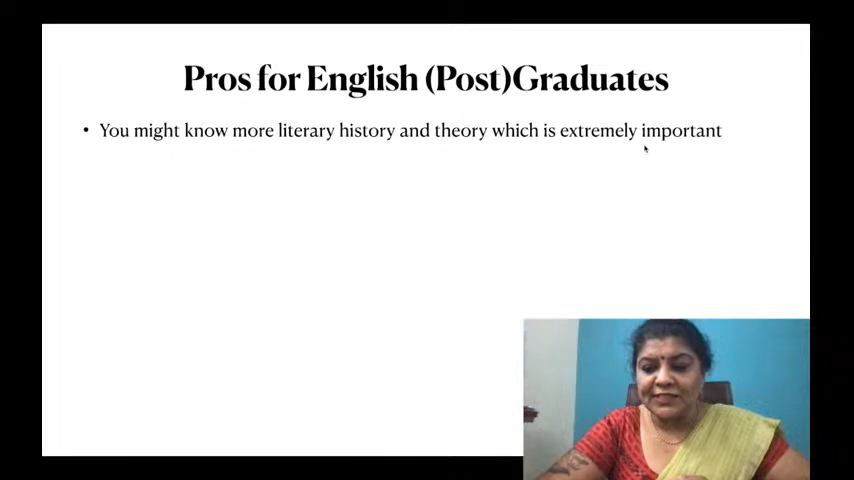 Pros for English (Post)Graduates
• You might know more literary history and theory which is extremely important